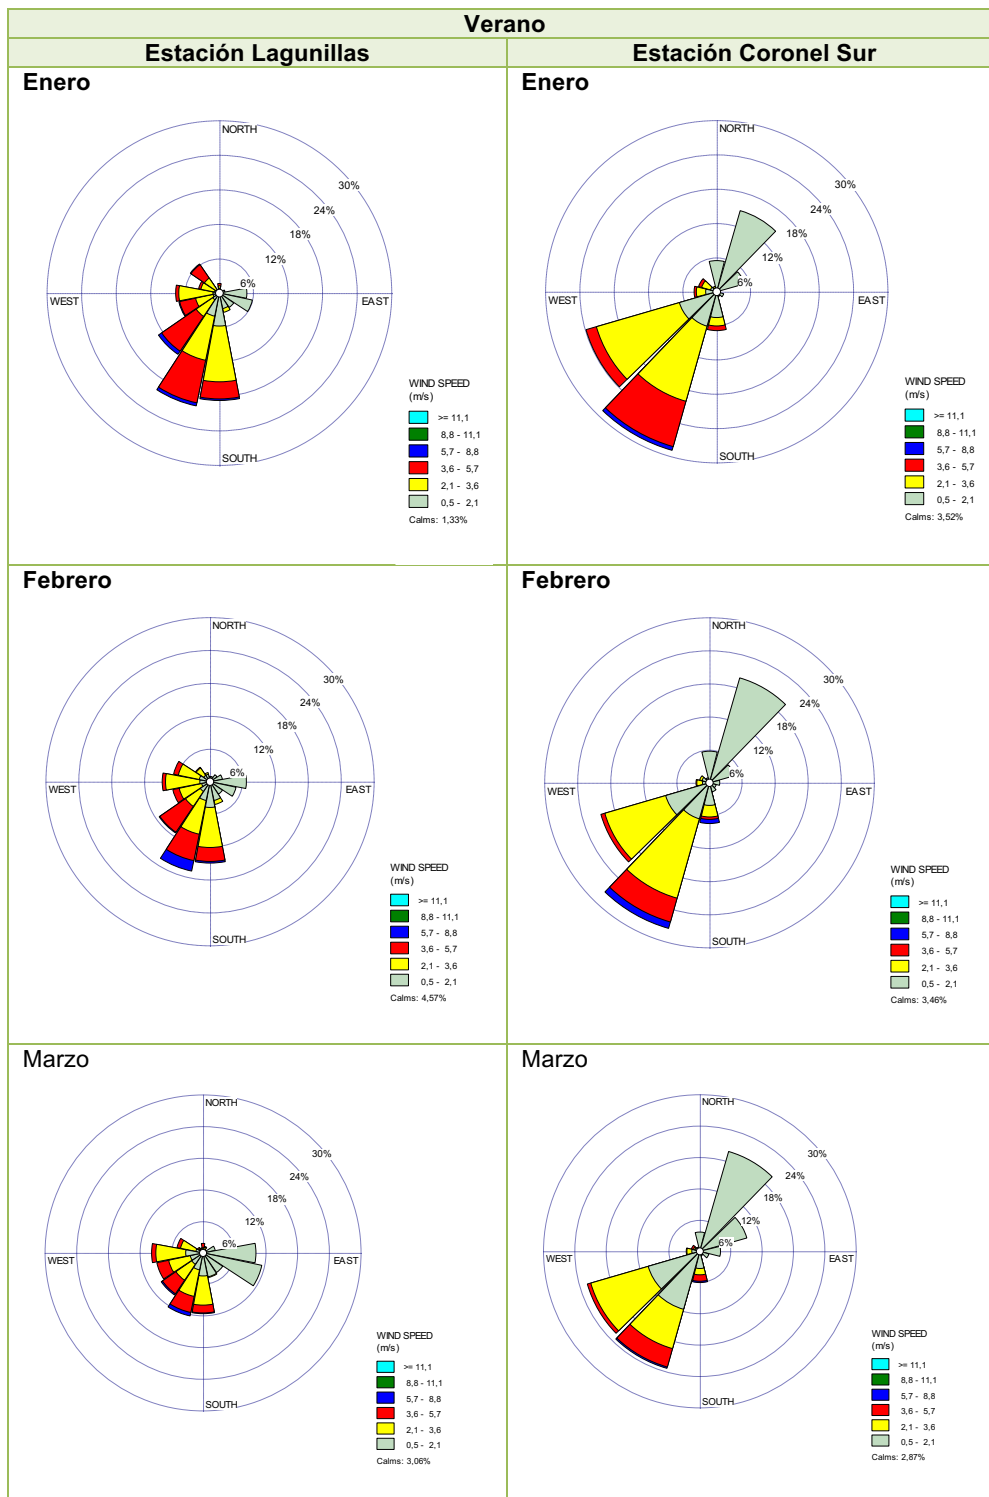 Verano
Estación Lagunillas
Estación Coronel Sur
Enero
NORTH
30%
24%
18%
12%
6%
WEST
EAST
SOUTH
WIND SPEED
(m/s)
>= 11,1
8,8 - 11,1
5,7 - 8,8
3,6 - 5,7
2,1 - 3,6
0,5 - 2,1
Calms: 1,33%
Enero
NORTH
30%
24%
18%
12%
6%
WEST
EAST
SOUTH
WIND SPEED
(m/s)
>= 11,1
8,8 - 11,1
5,7 - 8,8
3,6 - 5,7
2,1 - 3,6
0,5 - 2,1
Calms: 3,52%
Febrero
NORTH
30%
24%
18%
12%
6%
WEST
EAST
SOUTH
WIND SPEED
(m/s)
>= 11,1
8,8 - 11,1
5,7 - 8,8
3,6 - 5,7
2,1 - 3,6
0,5 - 2,1
Calms: 4,57%
Febrero
NORTH
30%
24%
18%
12%
6%
WEST
EAST
SOUTH
WIND SPEED
(m/s)
>= 11,1
8,8 - 11,1
5,7 - 8,8
3,6 - 5,7
2,1 - 3,6
0,5 - 2,1
Calms: 3,46%
Marzo
NORTH
30%
24%
18%
12%
6%
WEST
EAST
SOUTH
WIND SPEED
(m/s)
>= 11,1
8,8 - 11,1
5,7 - 8,8
3,6 - 5,7
2,1 - 3,6
0,5 - 2,1
Calms: 3,06%
Marzo
NORTH
30%
24%
18%
12%
6%
WEST
EAST
SOUTH
WIND SPEED
(m/s)
>= 11,1
8,8 - 11,1
5,7 - 8,8
3,6 - 5,7
2,1 - 3,6
0,5 - 2,1
Calms: 2,87%